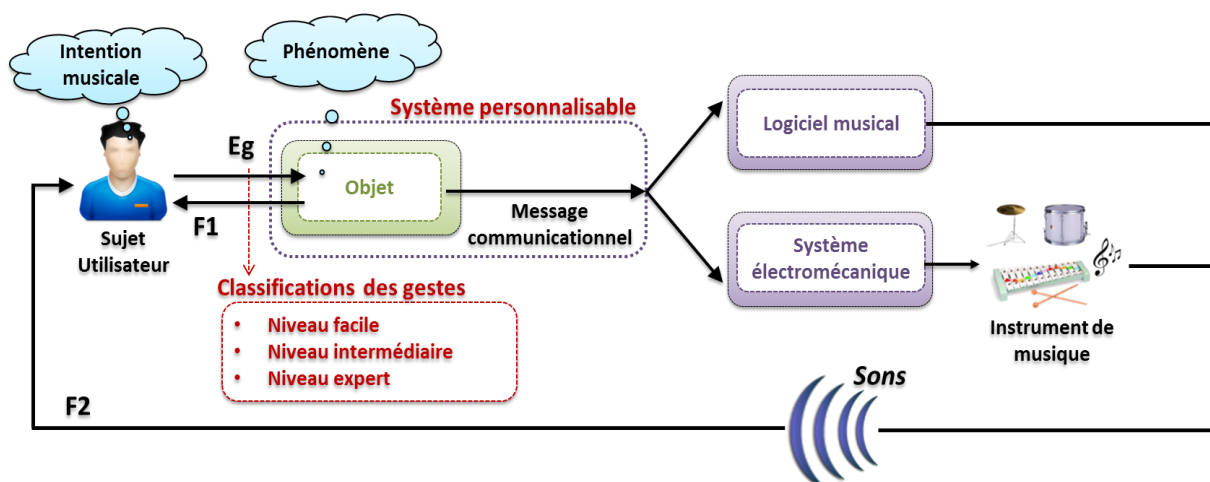 Intention
musicale
Phénomène
Système personnalisable
Eg
Objet
F1
Sujet
Utilisateur
Message
communicationnel
Logiciel musical
Système
électromécanique
Instrument de
musique
Classifications des gestes
• Niveau facile
• Niveau intermédiaire
• Niveau expert
Sons
F2